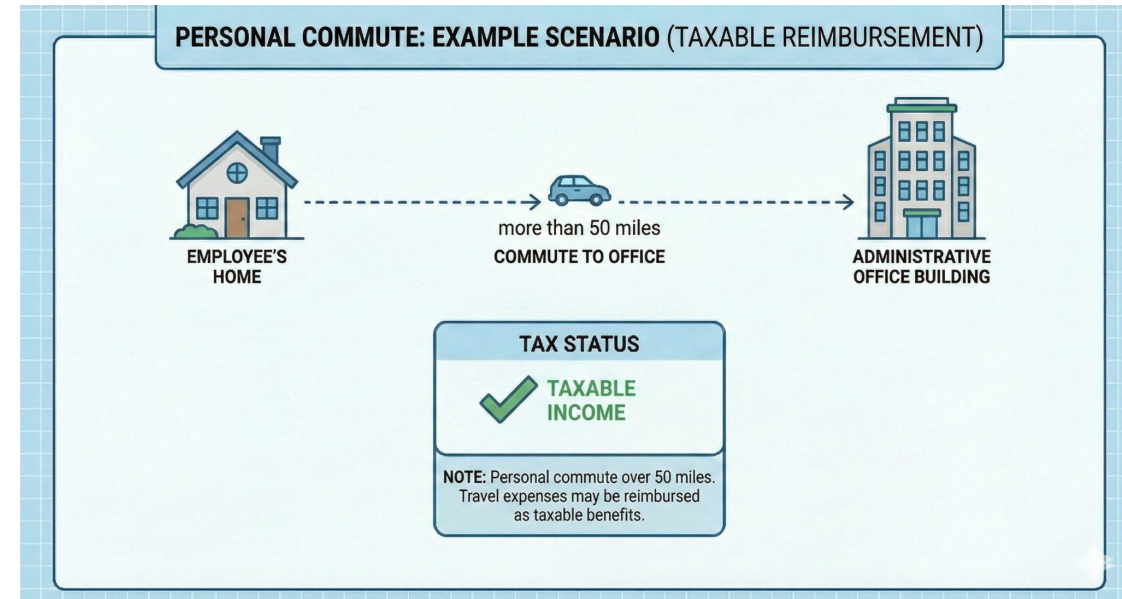 PERSONAL COMMUTE: EXAMPLE SCENARIO (TAXABLE REIMBURSEMENT)
more than 50 miles
EMPLOYEE'S
HOME
COMMUTE TO OFFICE
ADMINISTRATIVE
OFFICE BUILDING
TAX STATUS
TAXABLE
INCOME
NOTE: Personal commute over 50 miles.
Travel expenses may be reimbursed
as taxable benefits.